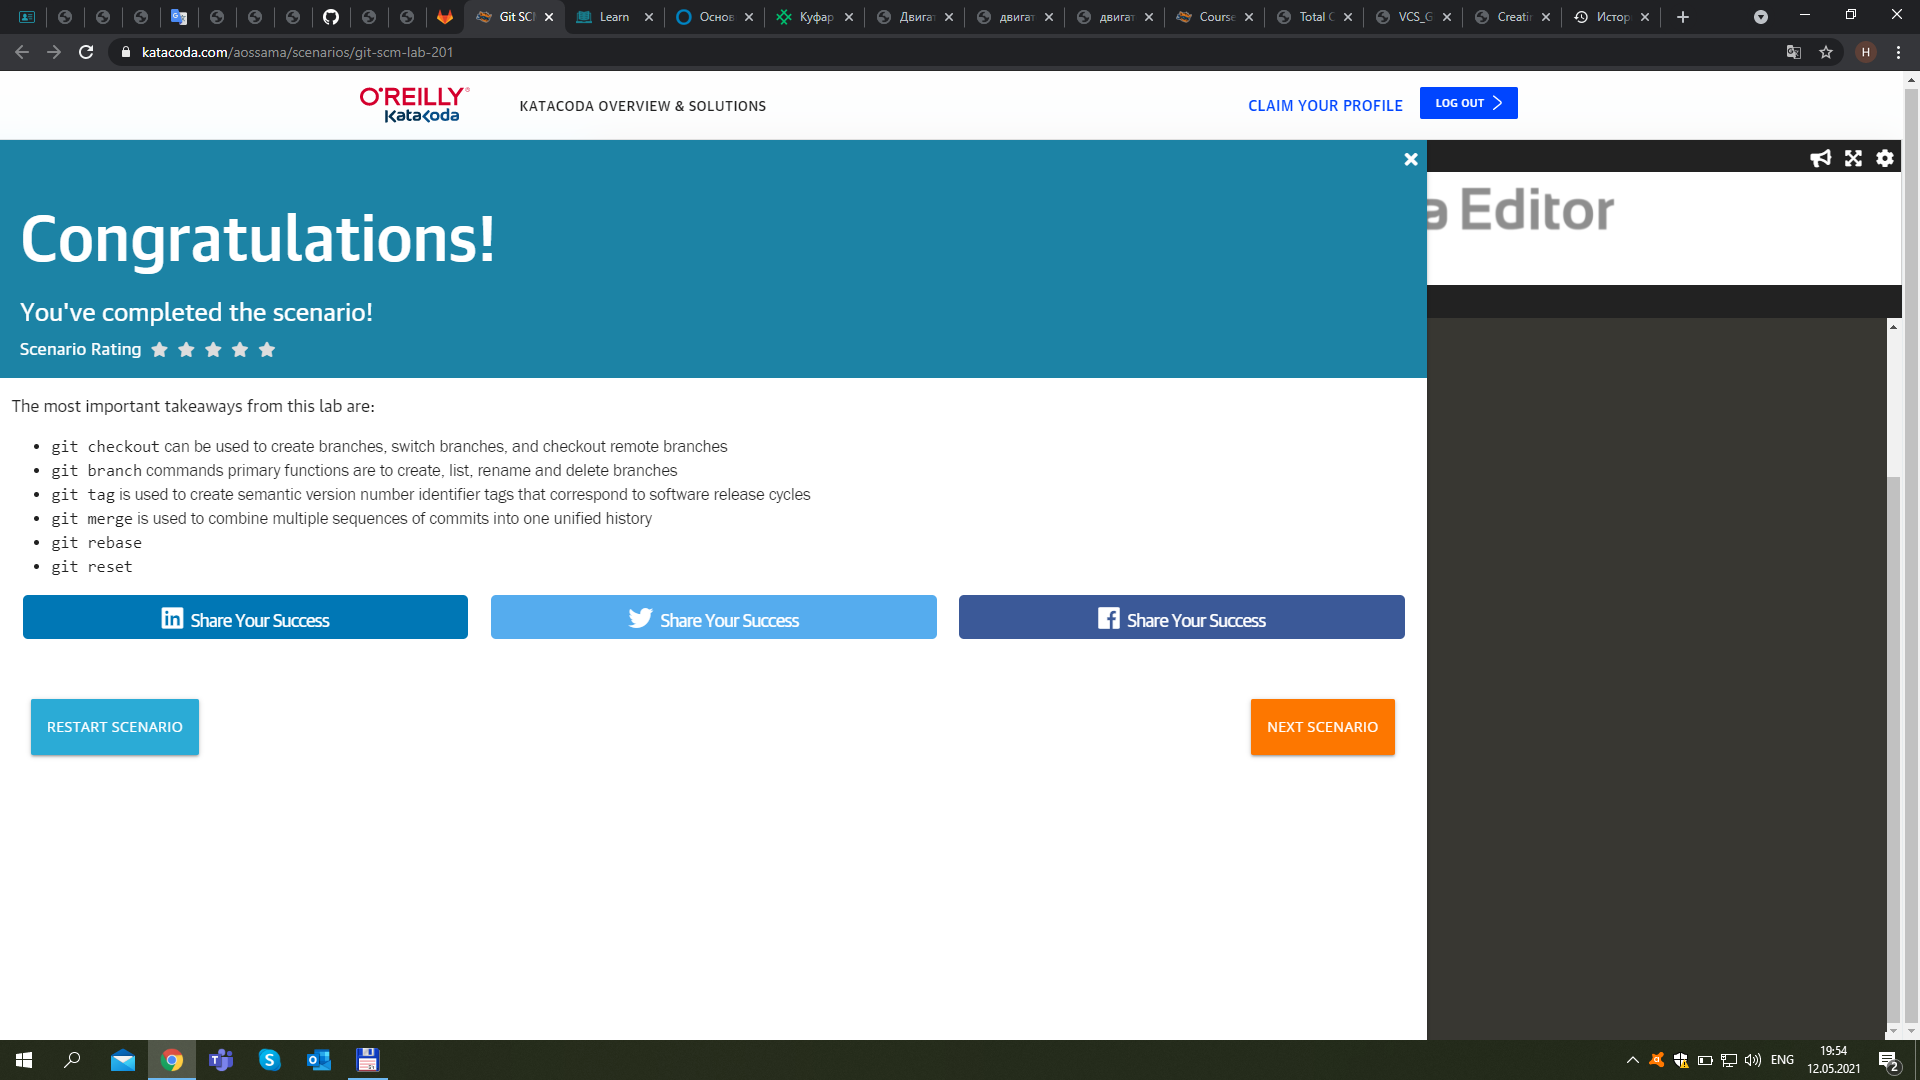 Git SC
Learn
Основ
Куфар
Двига
двига
двига
Course
Total C
VCS_G
Creati
Истор
katacoda.com/aossama/scenarios/git-scm-lab-201
H
O'REILLY®
KataKoda
KATACODA OVERVIEW & SOLUTIONS
CLAIM YOUR PROFILE
LOG OUT
a Editor
Congratulations!
You've completed the scenario!
Scenario Rating
The most important takeaways from this lab are:
• git checkout can be used to create branches, switch branches, and checkout remote branches
• git branch commands primary functions are to create, list, rename and delete branches
• git tag is used to create semantic version number identifier tags that correspond to software release cycles
• git merge is used to combine multiple sequences of commits into one unified history
• git rebase
• git reset
in Share Your Success
Share Your Success
Share Your Success
RESTART SCENARIO
NEXT SCENARIO
ENG
19:54
12.05.2021
2